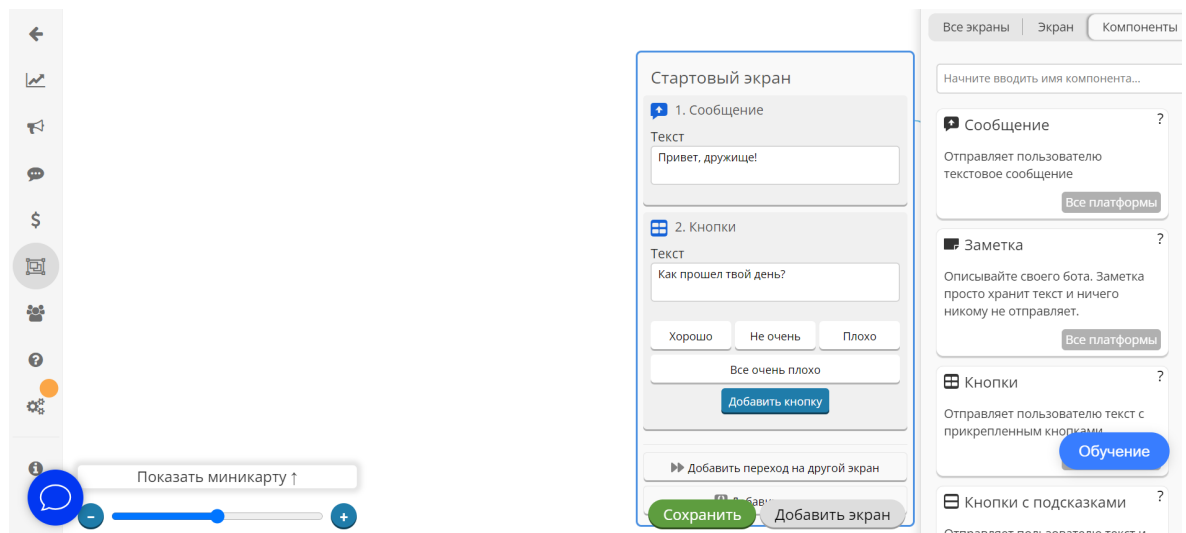 Все экраны
Экран
Компоненты
Начните вводить имя компонента...
Стартовый экран
1. Сообщение
Текст
Привет, дружище!
2. Кнопки
Текст
Как прошел твой день?
Хорошо
Не очень
Плохо
Все очень плохо
Добавить кнопку
Добавить переход на другой экран
Сохранить
Добавить экран
Показать миникарту ↑
-
+
Сообщение
?
Отправляет пользователю
текстовое сообщение
Все платформы
Заметка
?
Описывайте своего бота. Заметка
просто хранит текст и ничего
никому не отправляет.
Все платформы
Кнопки
?
Отправляет пользователю текст с
прикрепленным кнопками
Обучение
Кнопки с подсказками
?
Отправляет пользователю текст и